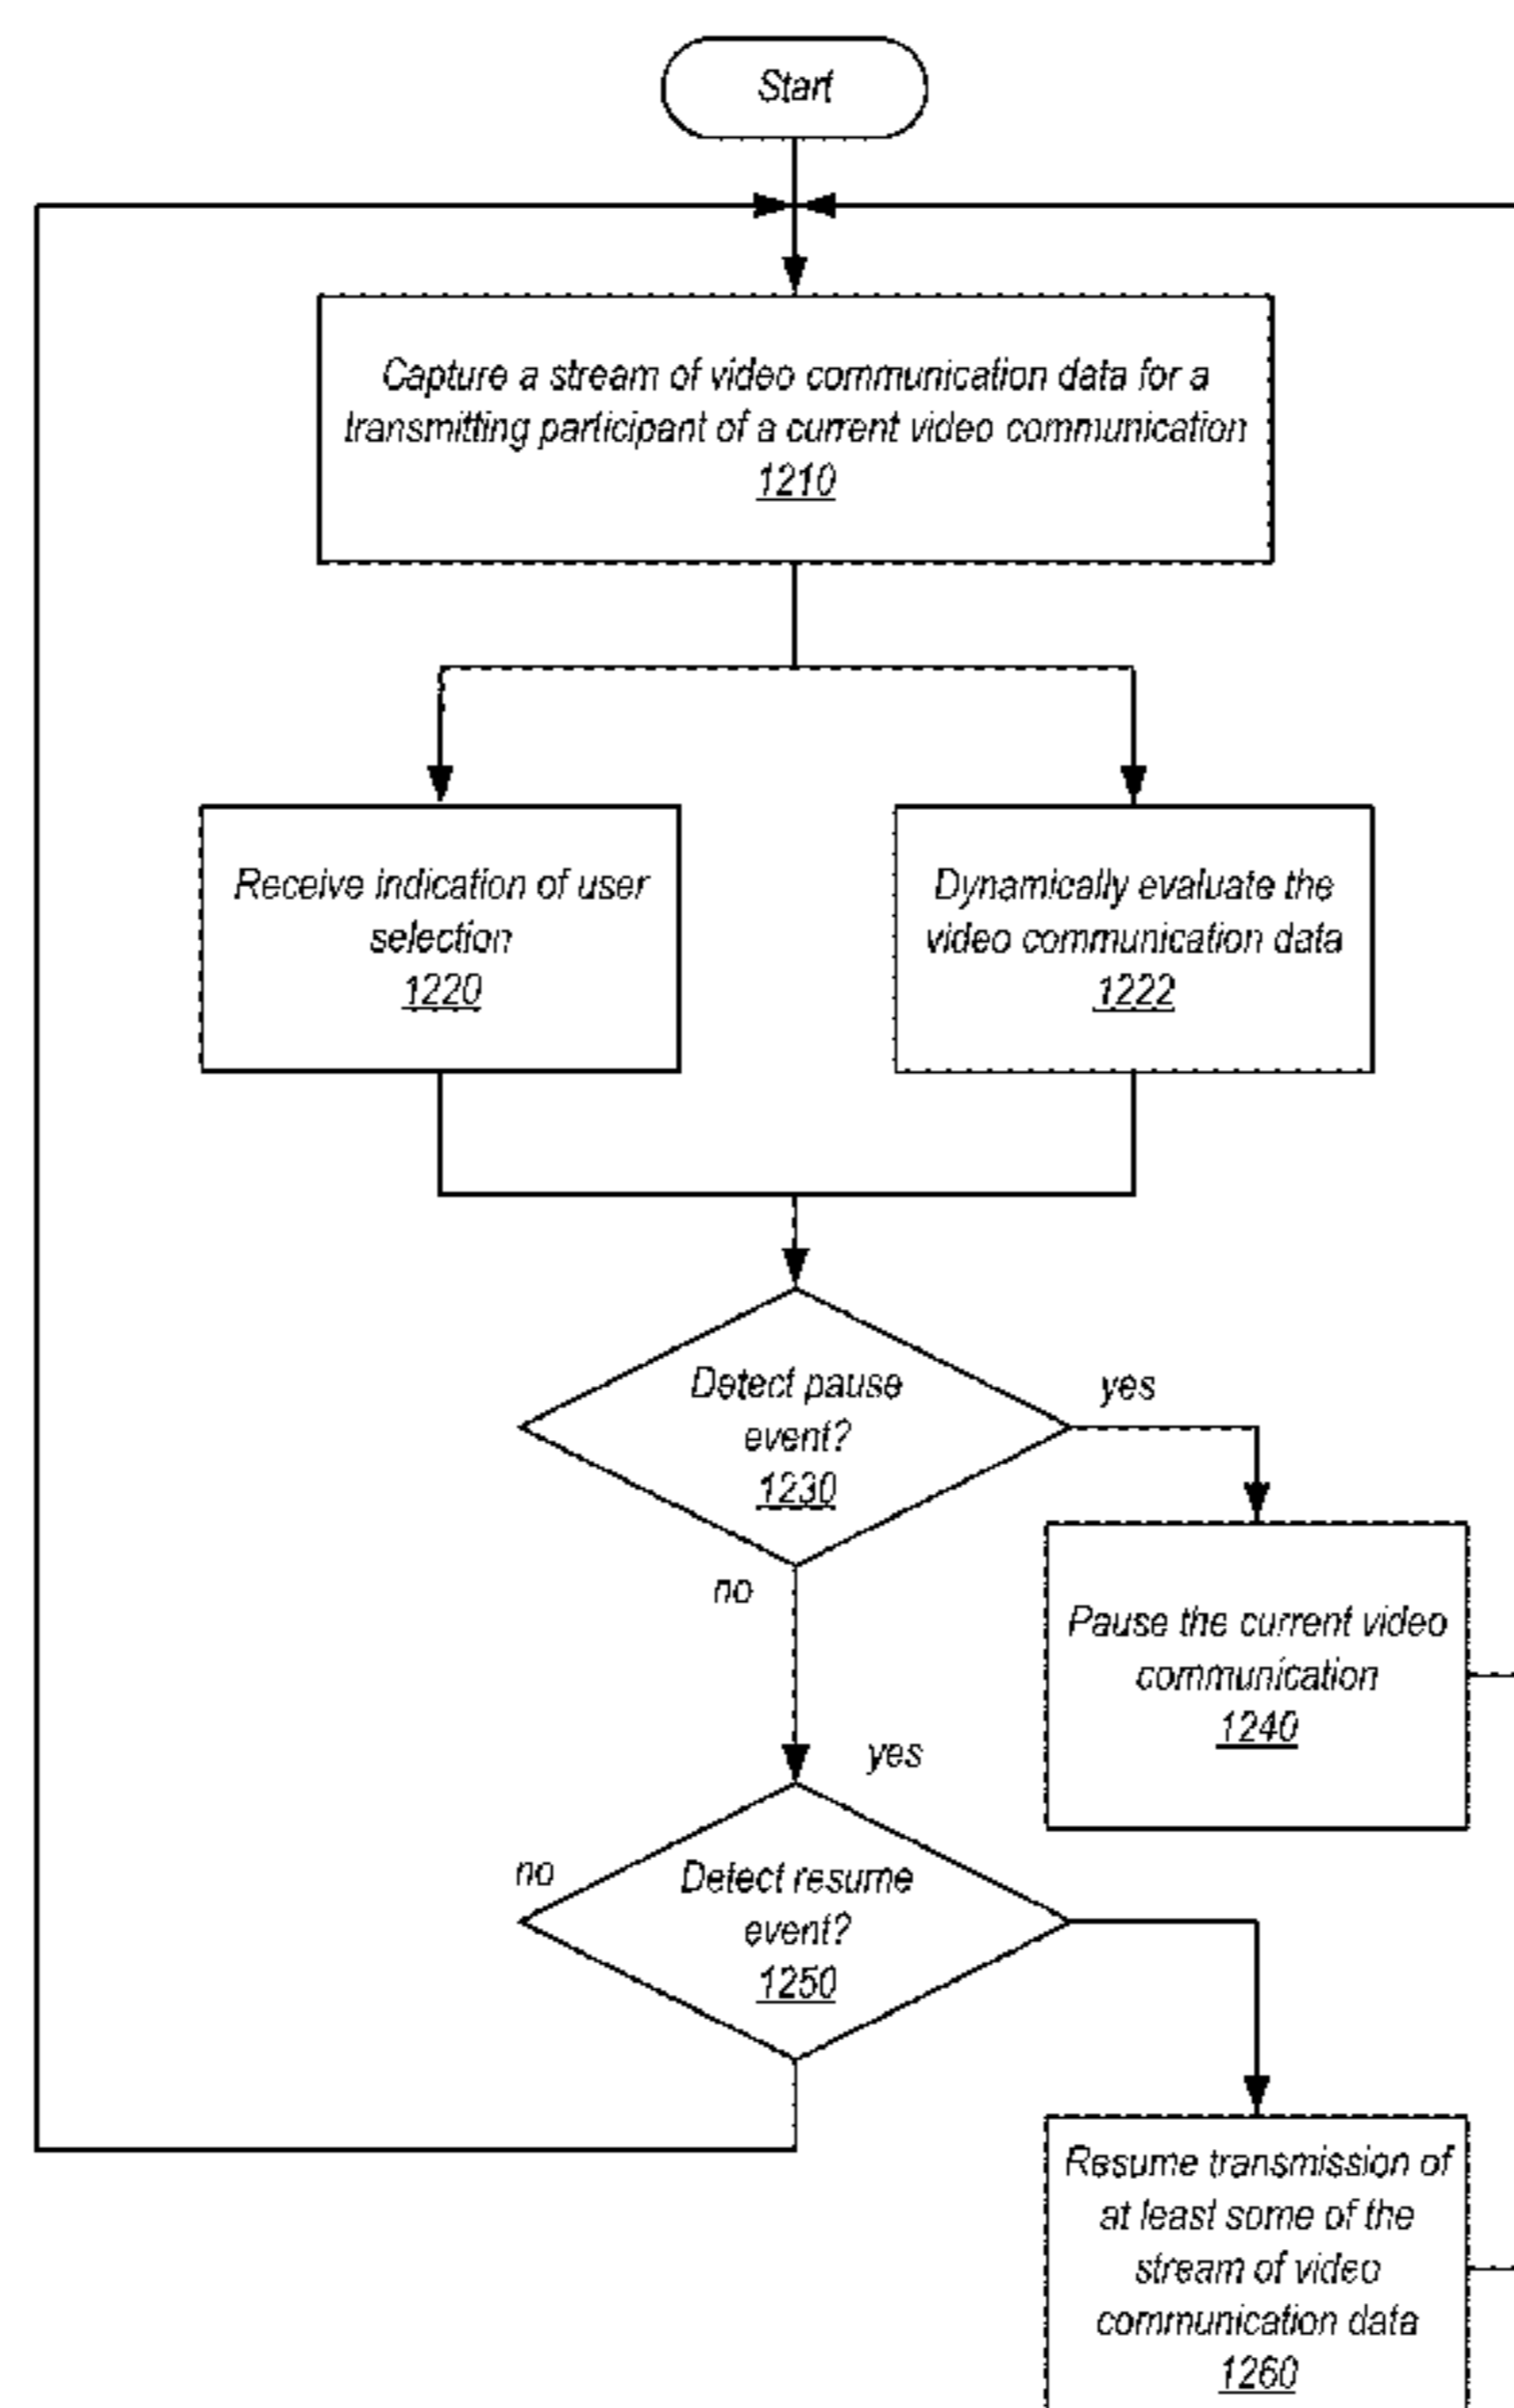 Start
Capture a stream of video communication data for a
transmitting participant of a current video communication
1210
Receive indication of user
selection
1220
Dynamically evaluate the
video communication data
1222
Detect pause
event?
1230
yes
no
Pause the current video
communication
1240
yes
no
Detect resume
event?
1250
Resume transmission of
at least some of the
stream of video
communication data
1260